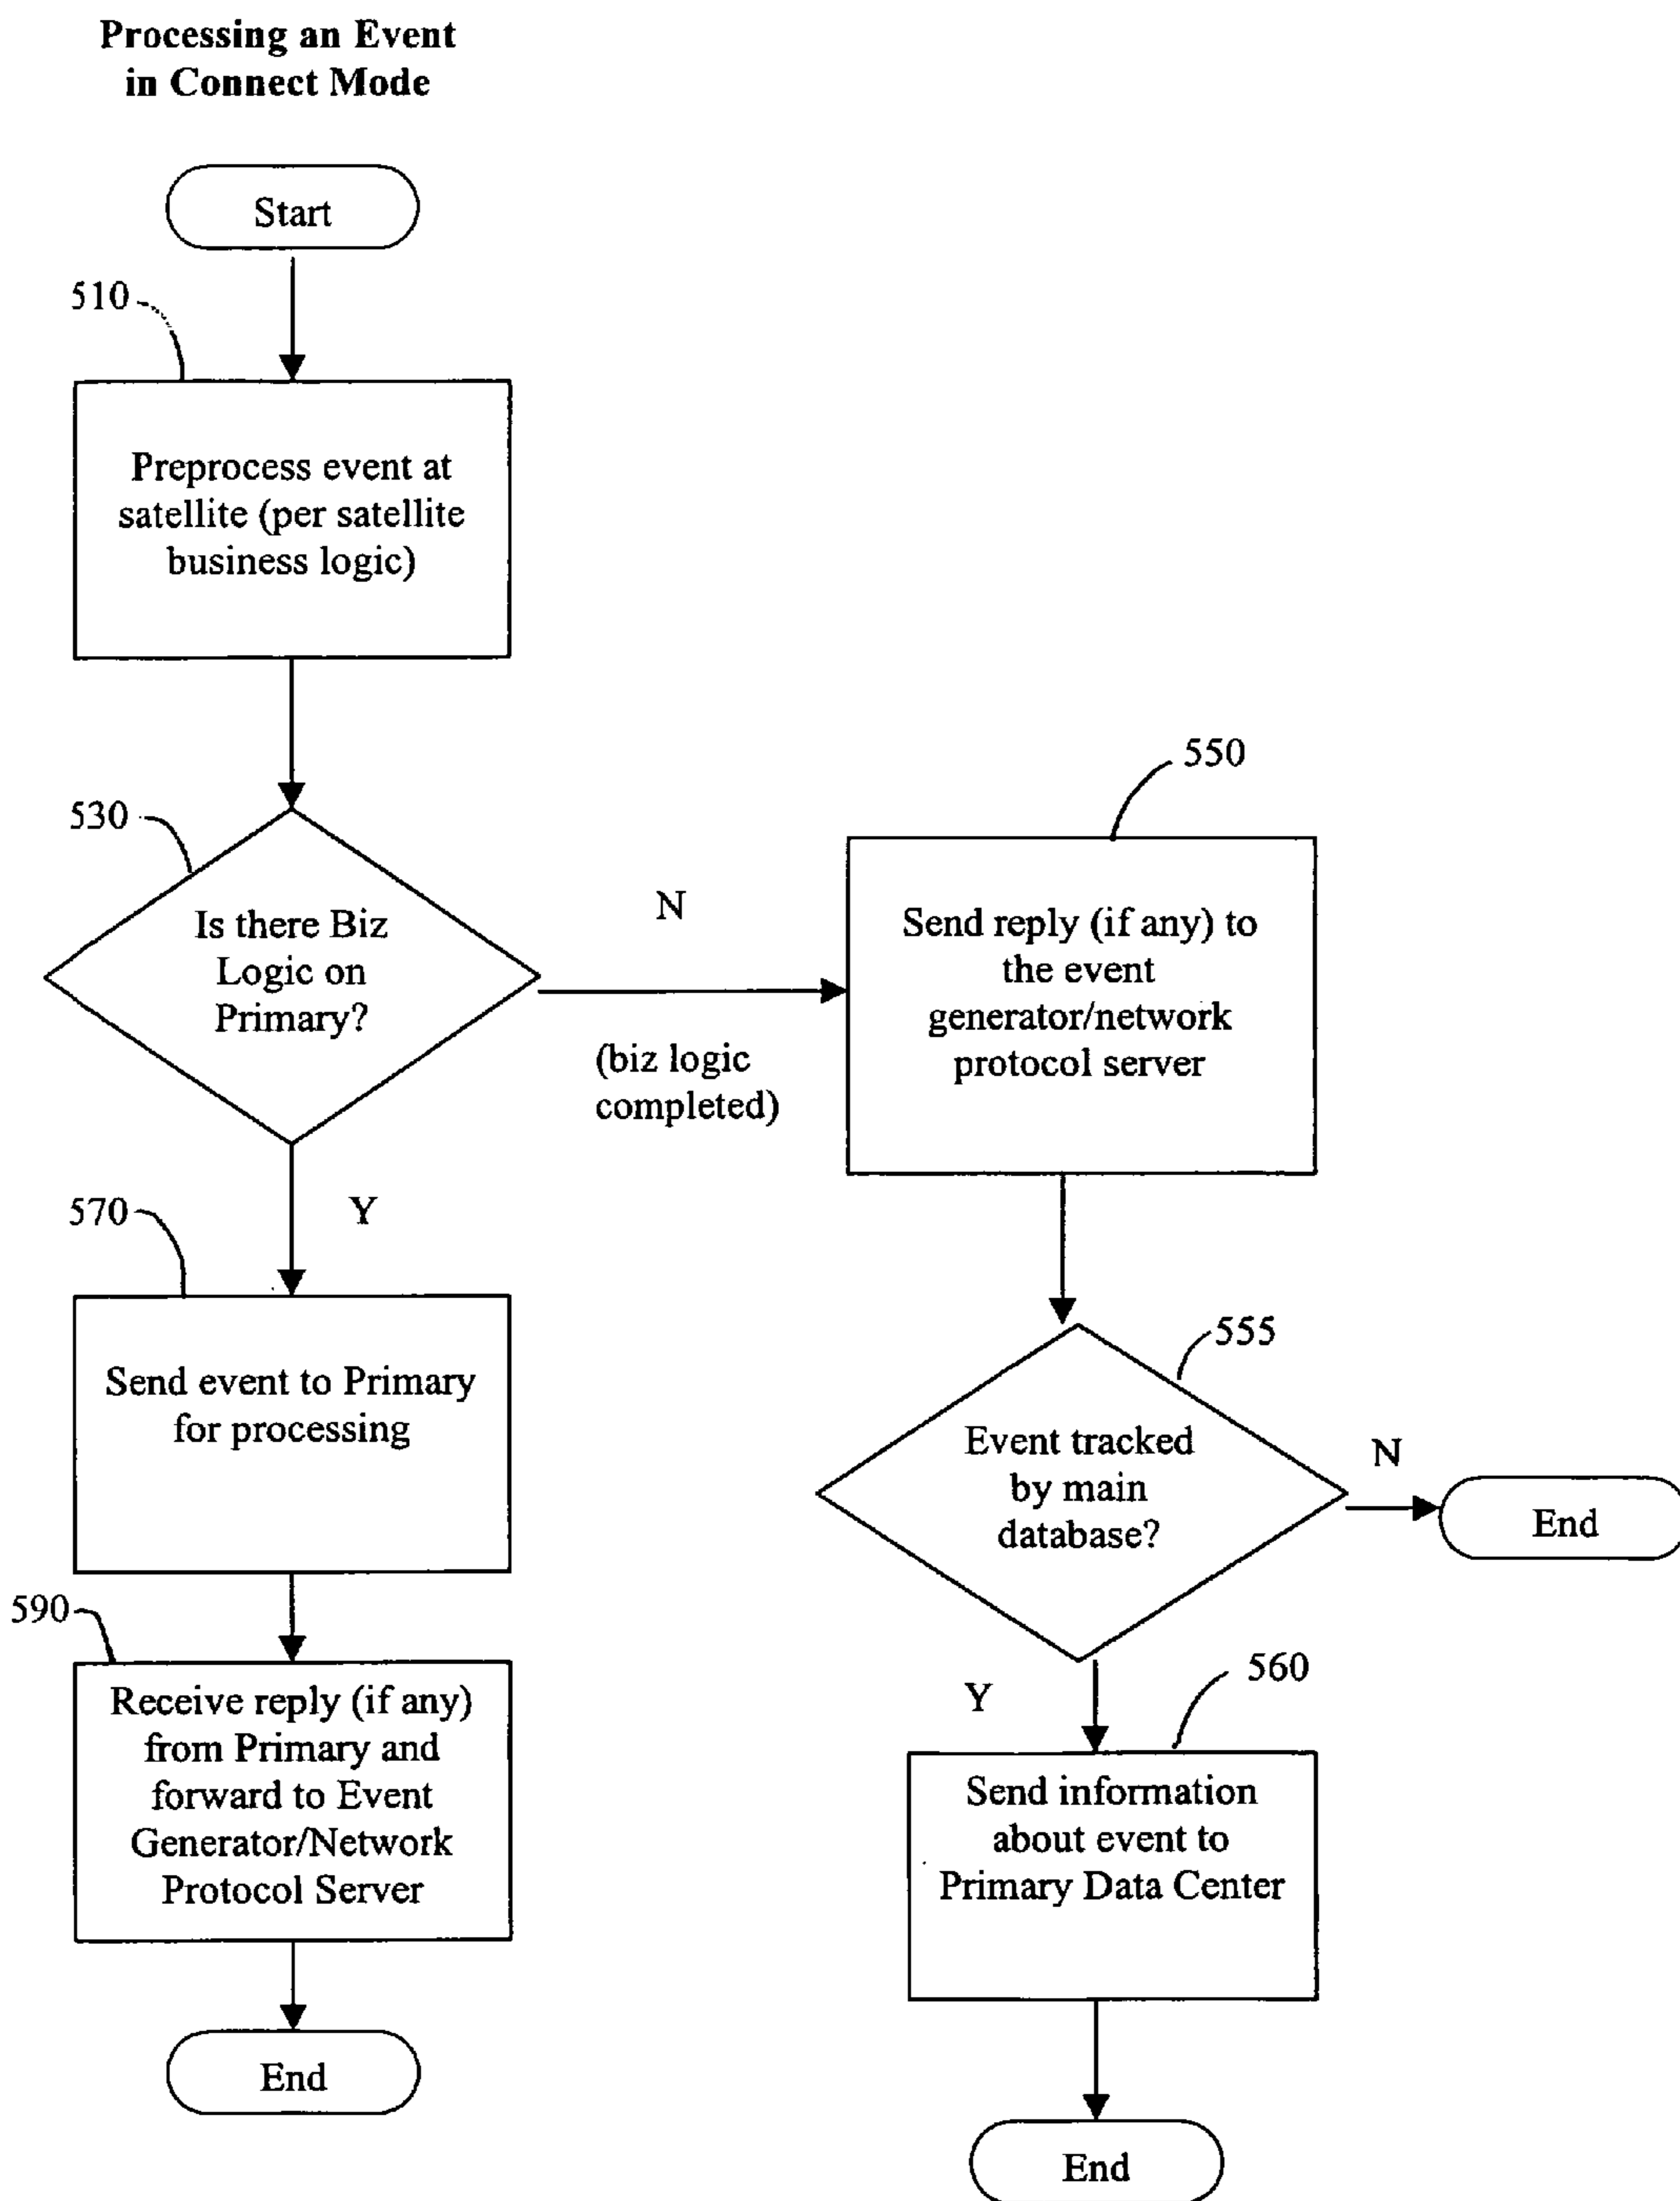 Processing an Event
in Connect Mode
Start
510
Preprocess event at
satellite (per satellite
business logic)
530
Is there Biz
Logic on
Primary?
N
(biz logic
completed)
550
Send reply (if any) to
the event
generator/network
protocol server
Y
570
Send event to Primary
for processing
555
Event tracked
by main
database?
N
End
590
Receive reply (if any)
from Primary and
forward to Event
Generator/Network
Protocol Server
Y
560
Send information
about event to
Primary Data Center
End
End